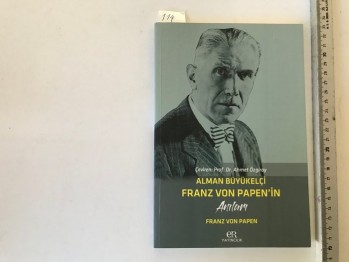 114
Çeviren: Prof. Dr. Ahmet Özgiray
ALMAN BÜYÜKELÇİ
FRANZ VON PAPEN'İN
Anıları
FRANZ VON PAPEN
eR
YAYINCILIK